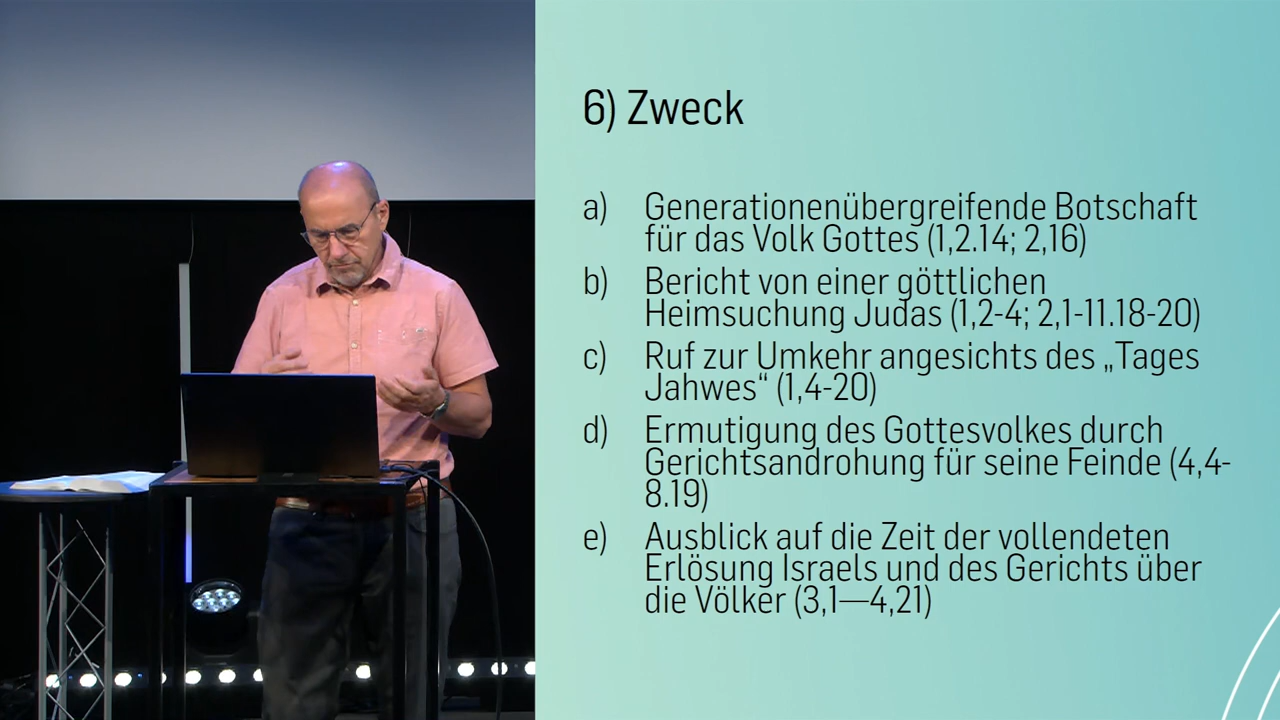 6) Zweck
a) Generationenübergreifende Botschaft
für das Volk Gottes (1,2.14; 2,16)
b) Bericht von einer göttlichen
Heimsuchung Judas (1,2-4; 2,1-11.18-20)
c) Ruf zur Umkehr angesichts des „Tages
Jahwes“ (1,4-20)
d) Ermutigung des Gottesvolkes durch
Gerichtsandrohung für seine Feinde (4,4-
8.19)
e) Ausblick auf die Zeit der vollendeten
Erlösung Israels und des Gerichts über
die Völker (3,1—4,21)